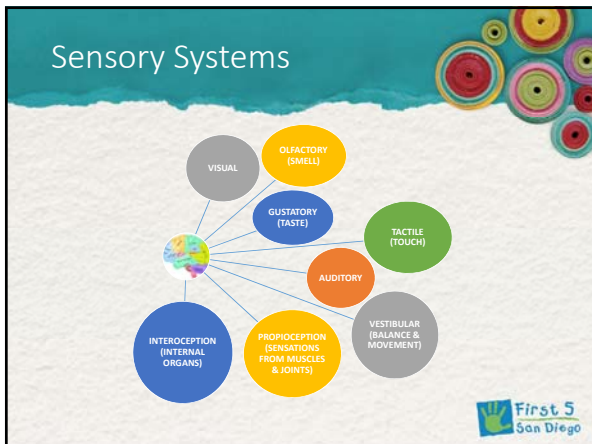 Sensory Systems
VISUAL
OLFACTORY
(SMELL)
GUSTATORY
(TASTE)
TACTILE
(TOUCH)
AUDITORY
VESTIBULAR
(BALANCE &
MOVEMENT)
PROPIOCEPTION
(SENSATIONS
FROM MUSCLES
& JOINTS)
INTEROCEPTION
(INTERNAL
ORGANS)
First 5
San Diego